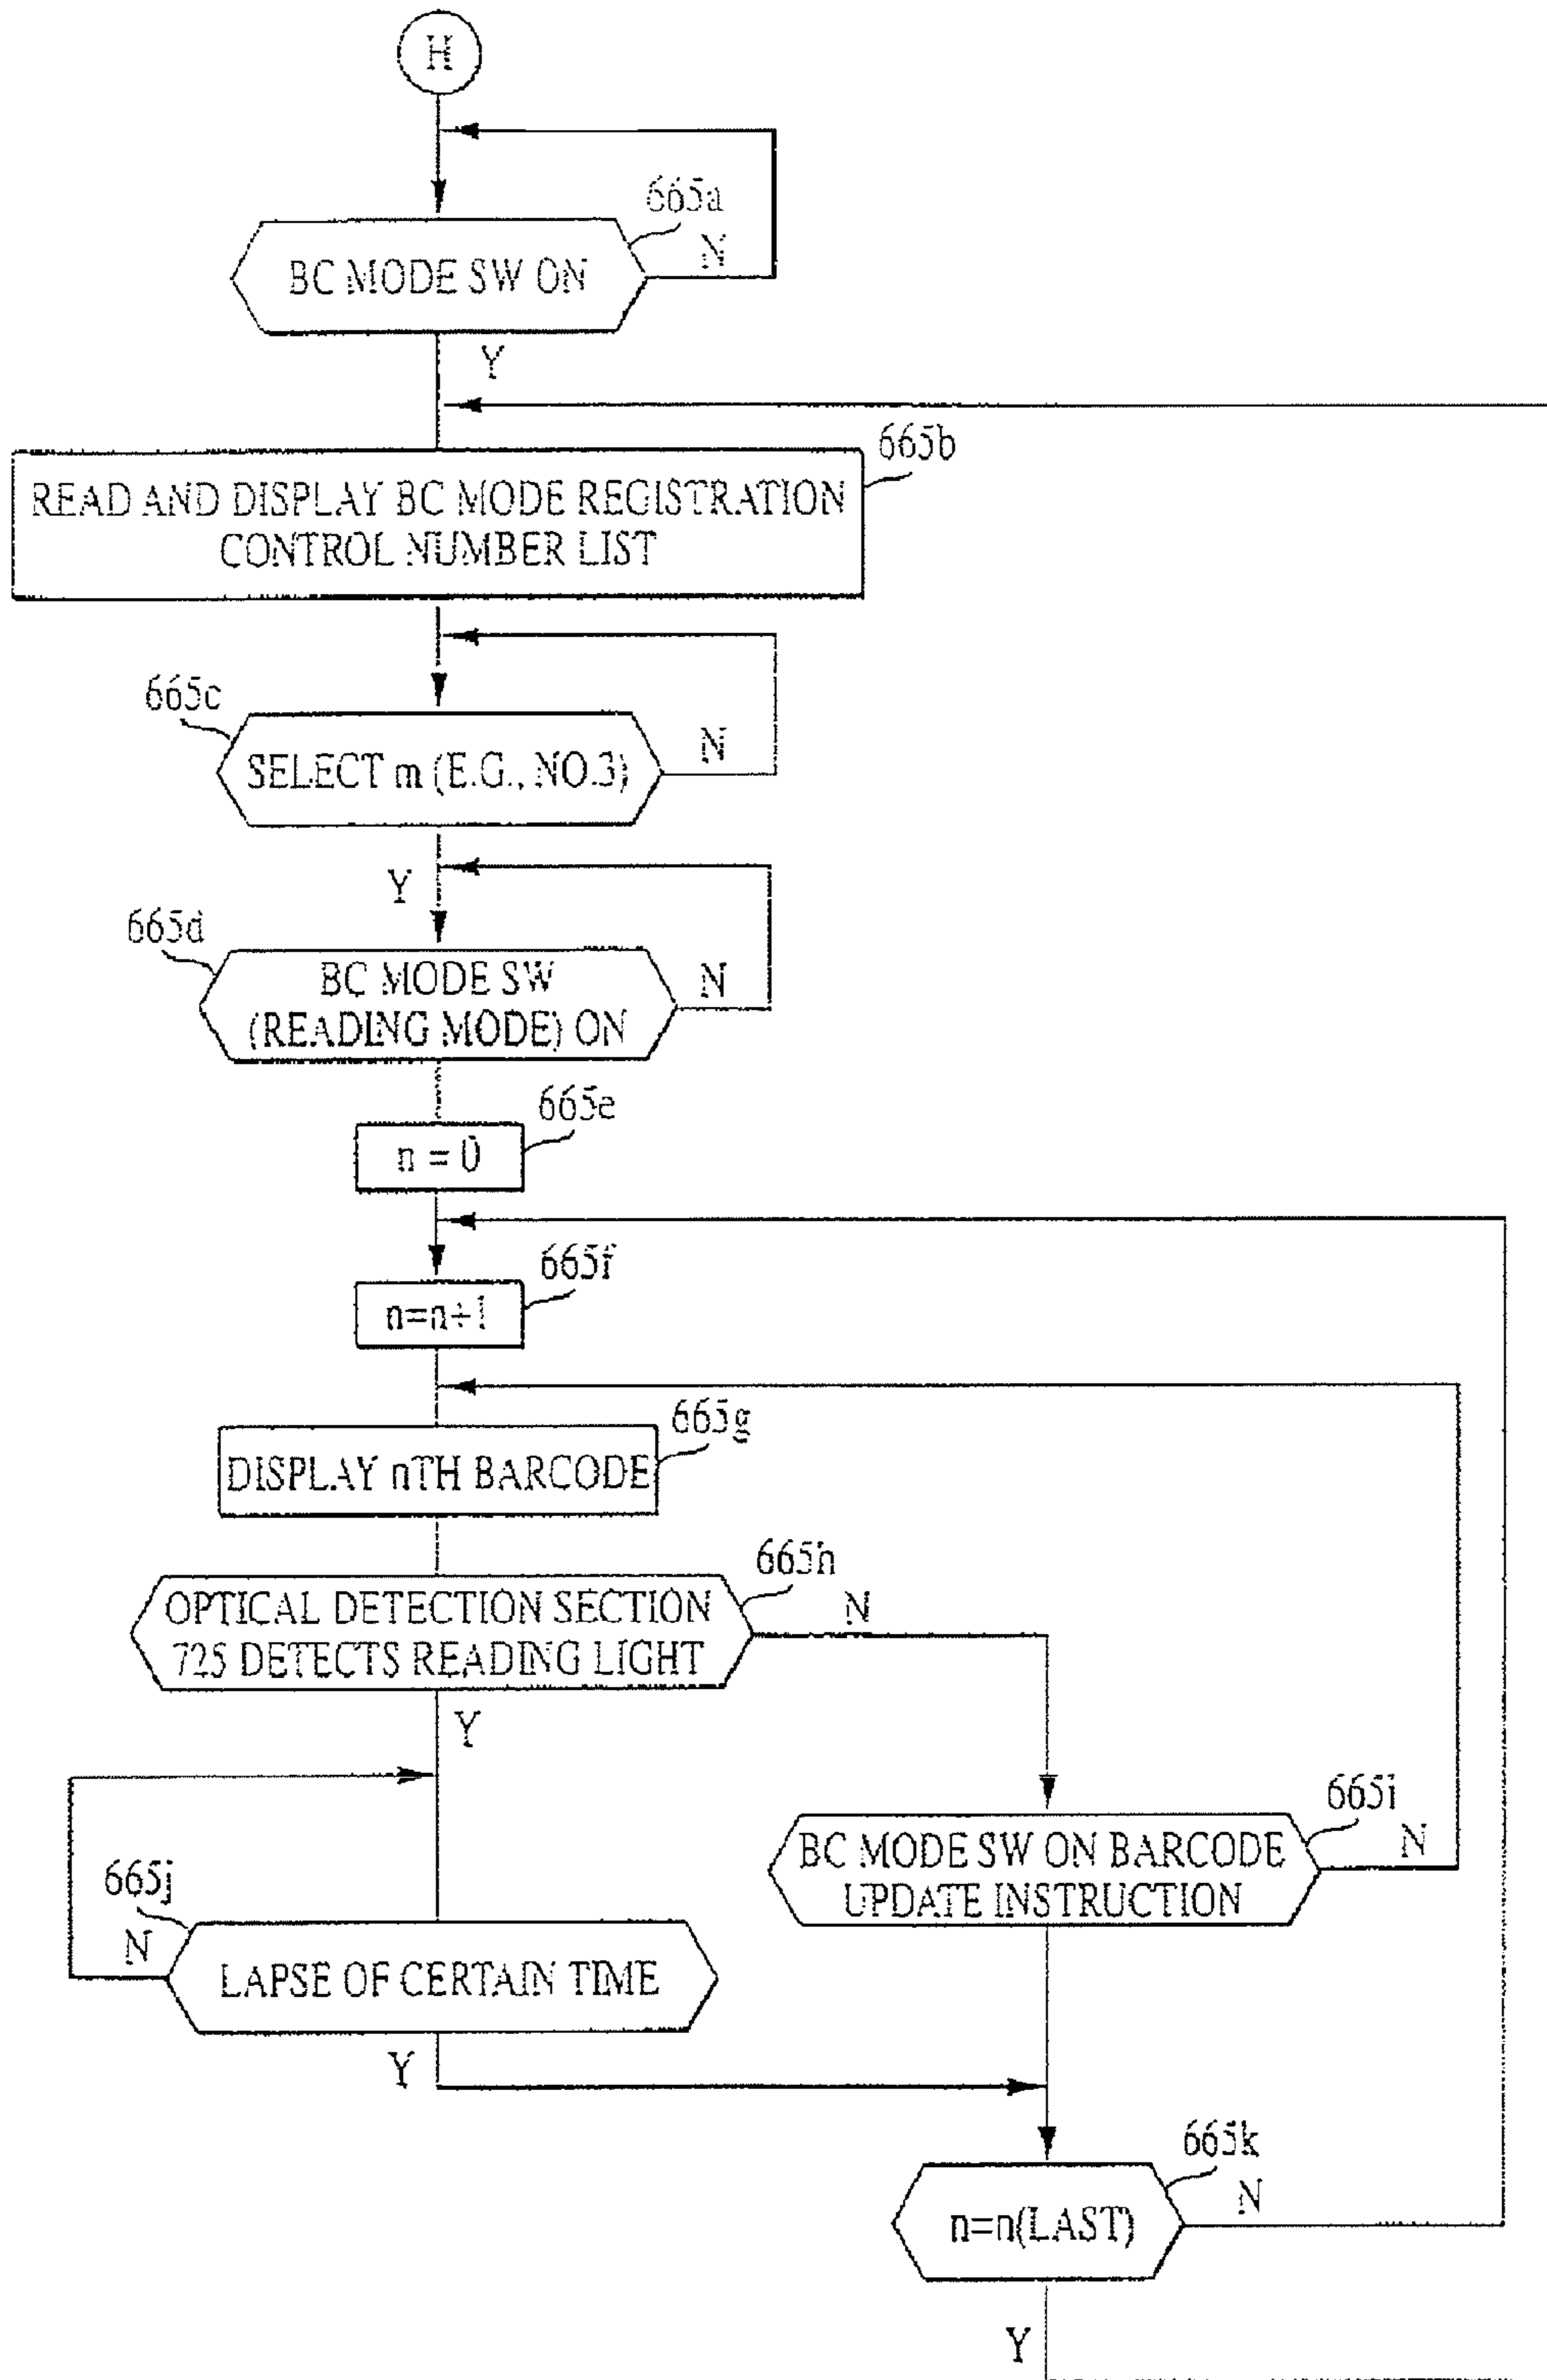 H
665a
BC MODE SW ON
N
Y
665b
READ AND DISPLAY BC MODE REGISTRATION
CONTROL NUMBER LIST
665c
SELECT m (E.G., NO.3)
N
Y
665d
BC MODE SW
(READING MODE) ON
N
665e
n = 0
665f
n=n+1
665g
DISPLAY nTH BARCODE
665h
OPTICAL DETECTION SECTION
725 DETECTS READING LIGHT
N
Y
665i
BC MODE SW ON BARCODE
UPDATE INSTRUCTION
N
665j
N
LAPSE OF CERTAIN TIME
Y
665k
n=n(LAST)
N
Y